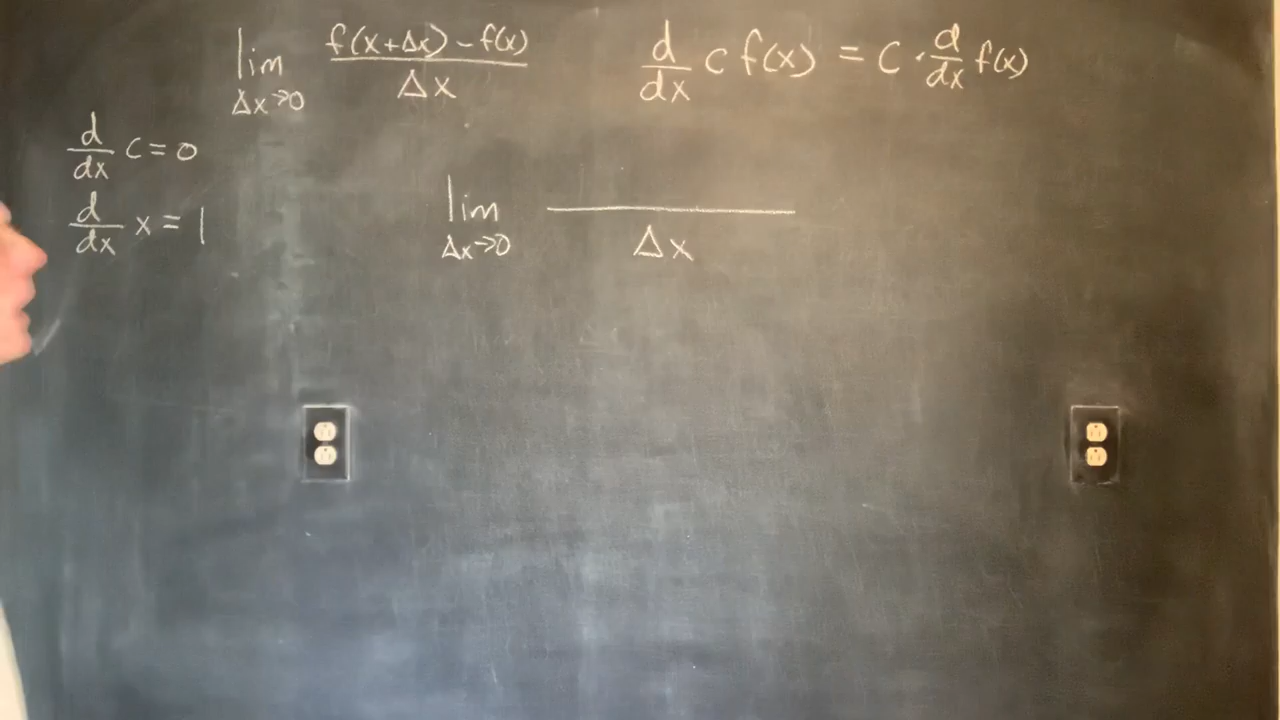 lim Δx→0 f(x+Δx) - f(x) / Δx
d/dx c f(x) = c · d/dx f(x)
d/dx c = 0
d/dx x = 1
lim Δx→0 / Δx